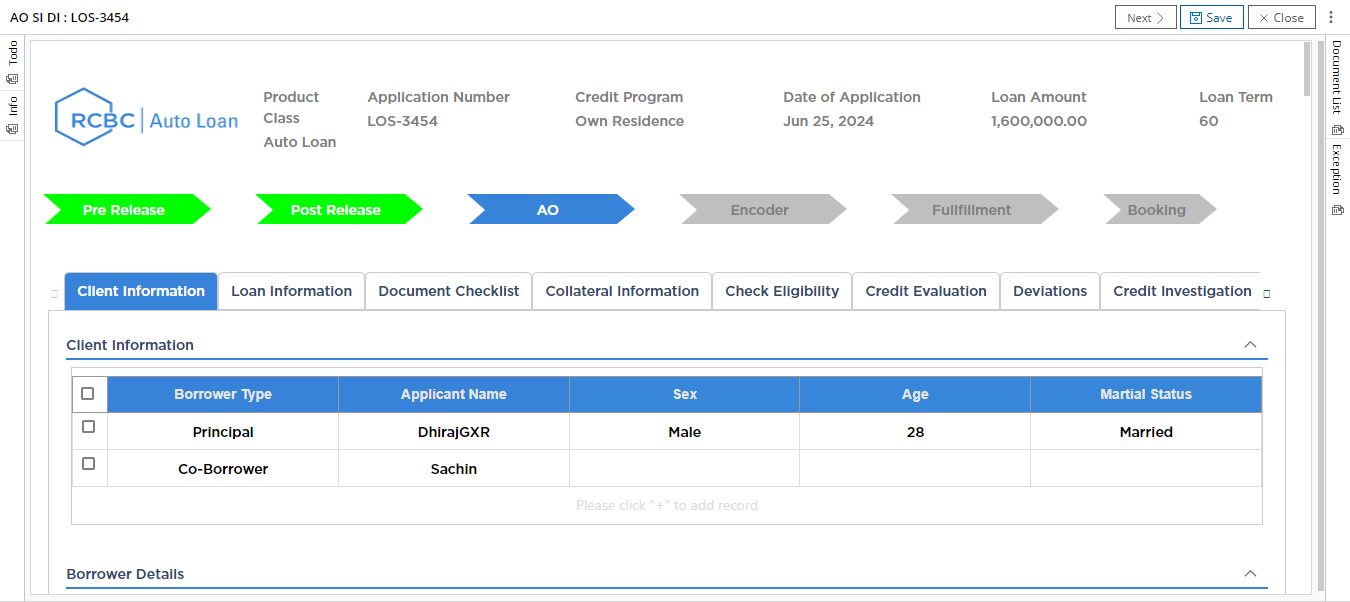 AO SI DI : LOS-3454
Next
Save
Close
Todo
Info
Document List
Exception
RCBC Auto Loan
Product Class
Auto Loan
Application Number
LOS-3454
Credit Program
Own Residence
Date of Application
Jun 25, 2024
Loan Amount
1,600,000.00
Loan Term
60
Pre Release
Post Release
AO
Encoder
Fullfillment
Booking
Client Information
Loan Information
Document Checklist
Collateral Information
Check Eligibility
Credit Evaluation
Deviations
Credit Investigation
Client Information
Borrower Type Applicant Name Sex Age Martial Status
Principal DhirajGXR Male 28 Married
Co-Borrower Sachin
Please click "+" to add record
Borrower Details